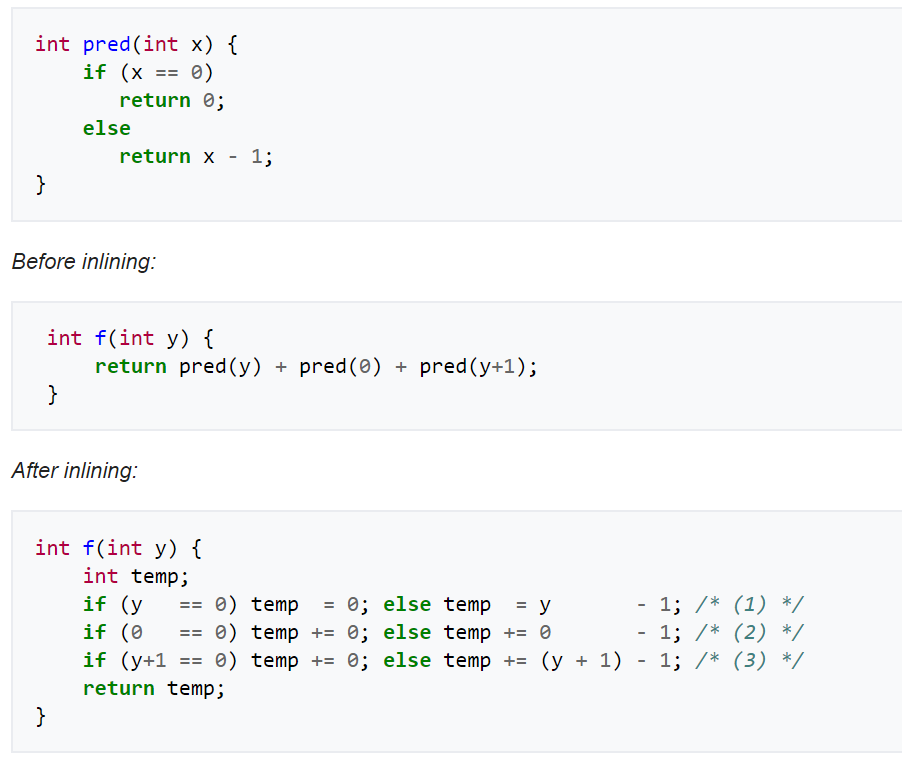 int pred(int x) {
    if (x == 0)
       return 0;
    else
       return x - 1;
}
Before inlining:
 int f(int y) {
     return pred(y) + pred(0) + pred(y+1);
 }
After inlining:
int f(int y) {
    int temp;
    if (y   == 0) temp  = 0; else temp  = y       - 1; /* (1) */
    if (0   == 0) temp += 0; else temp += 0       - 1; /* (2) */
    if (y+1 == 0) temp += 0; else temp += (y + 1) - 1; /* (3) */
    return temp;
}